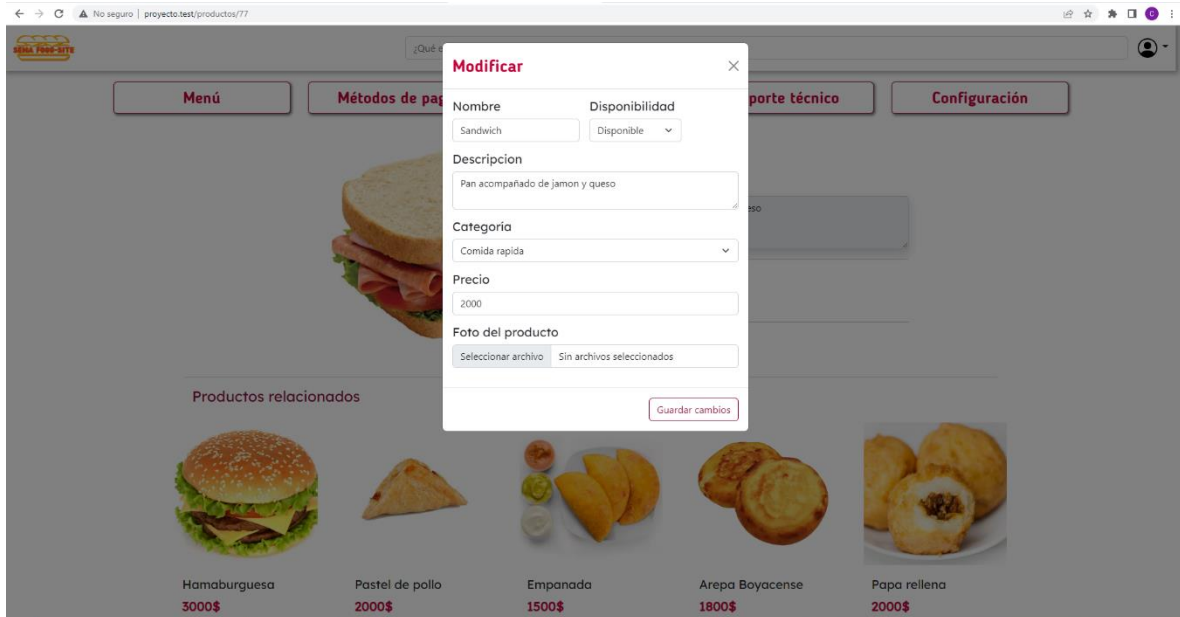 No seguro | proyecto.test/productos/77
SENA FOOD-SITE
¿Qué
Modificar
Menú
Métodos de pag
porte técnico
Configuración
Nombre
Disponibilidad
Sandwich
Disponible
Descripcion
Pan acompañado de jamon y queso
eso
Categoría
Comida rapida
Precio
2000
Foto del producto
Seleccionar archivo Sin archivos seleccionados
Guardar cambios
Productos relacionados
Hamaburguesa
Pastel de pollo
Empanada
Arepa Boyacense
Papa rellena
3000$
2000$
1500$
1800$
2000$